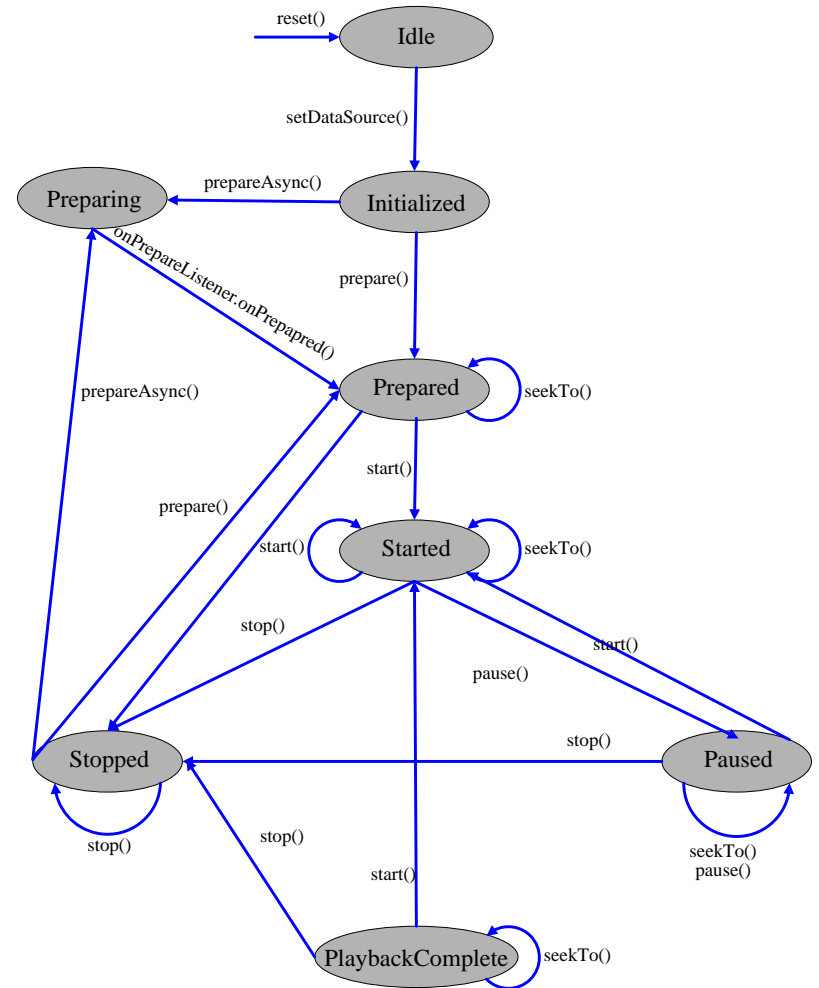 reset()
Idle
setDataSource()
Preparing
prepareAsync()
Initialized
onPrepareListener.onPrepapred()
prepare()
prepareAsync()
Prepared
seekTo()
start()
prepare()
start()
Started
seekTo()
stop()
start()
pause()
Stopped
stop()
Paused
stop()
stop()
seekTo()
pause()
start()
PlaybackComplete
seekTo()